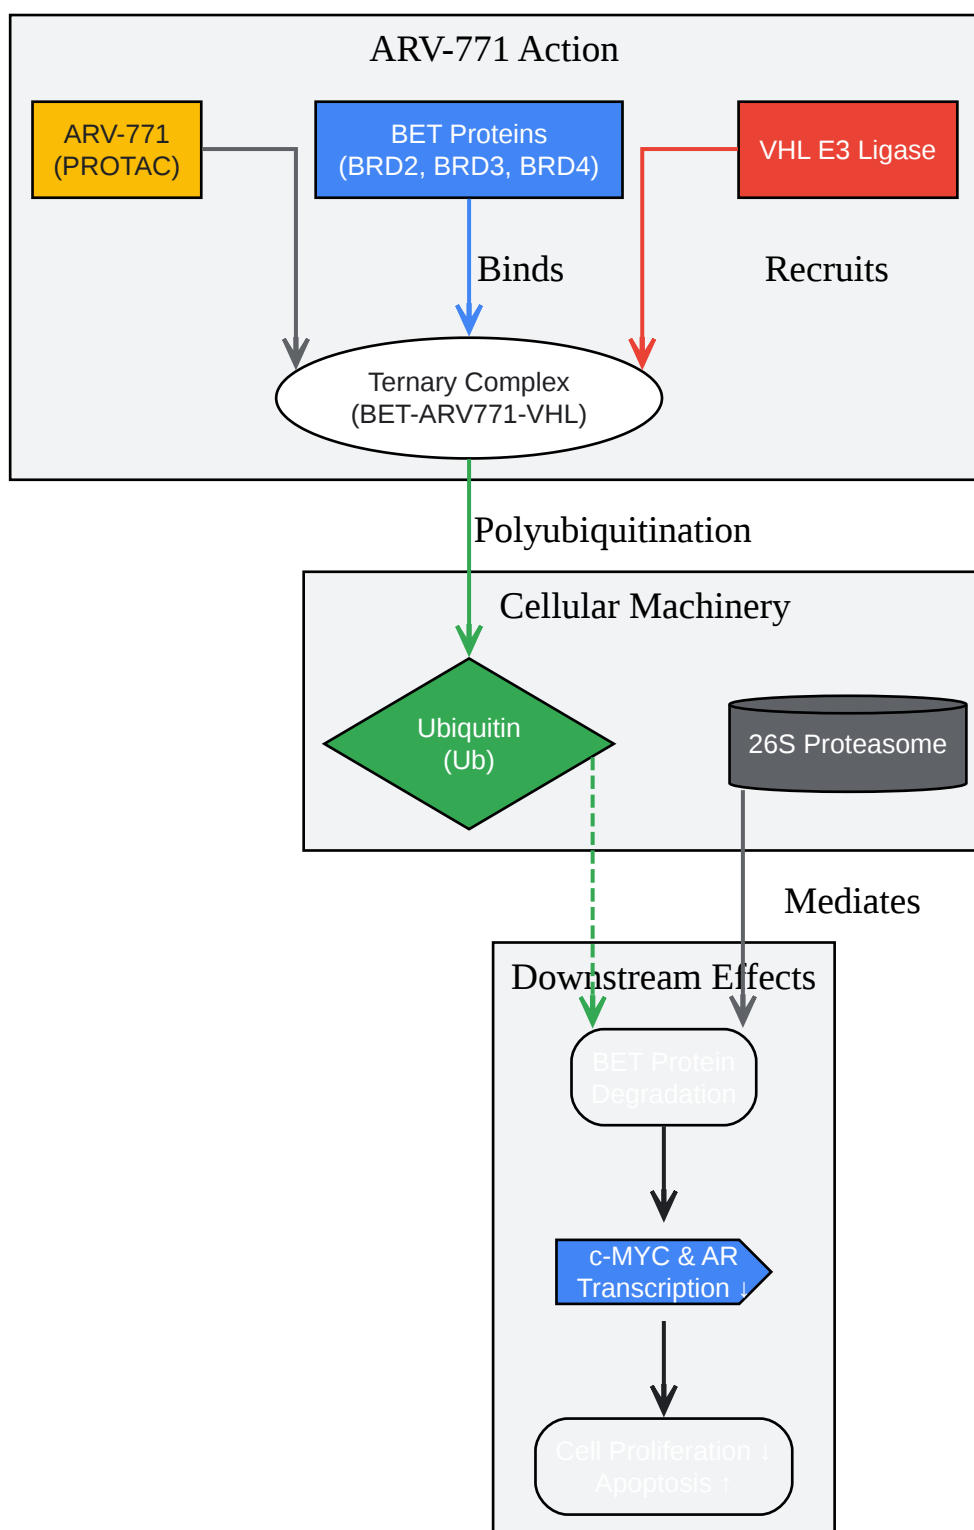 ARV-771 Action
ARV-771
(PROTAC)
BET Proteins
(BRD2, BRD3, BRD4)
VHL E3 Ligase
Binds
Recruits
Ternary Complex
(BET-ARV771-VHL)
Polyubiquitination
Cellular Machinery
Ubiquitin
(Ub)
26S Proteasome
Mediates
Downstream Effects
BET Protein
Degradation
c-MYC & AR
Transcription ↓
Cell Proliferation ↓
Apoptosis ↑